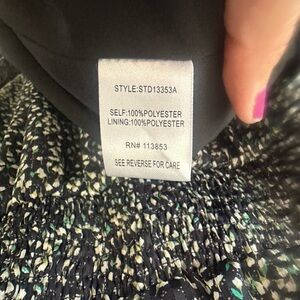 STYLE:STD13353A
SELF:100%POLYESTER
LINING:100%POLYESTER
RN# 113853
SEE REVERSE FOR CARE